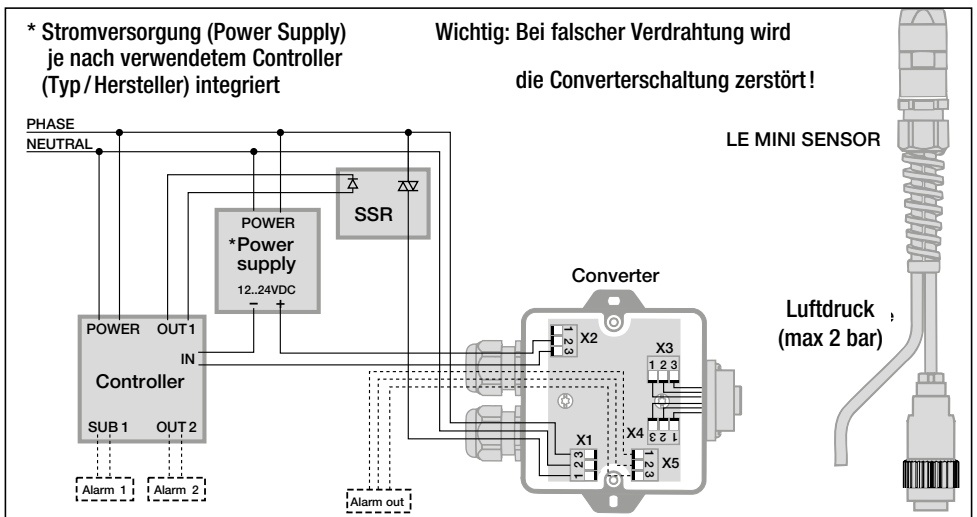 * Stromversorgung (Power Supply)
je nach verwendetem Controller
(Typ / Hersteller) integriert
Wichtig: Bei falscher Verdrahtung wird
die Converterschaltung zerstört!
PHASE
NEUTRAL
LE MINI SENSOR
SSR
POWER
*Power
supply
12..24VDC
– +
Converter
Luftdruck
(max 2 bar)
POWER OUT1
IN
Controller
SUB 1 OUT2
Alarm 1
Alarm 2
Alarm out
1
2
3
X2
X3
1 2 3
X4
3 2 1
X1
3
2
1
X5
1
2
3